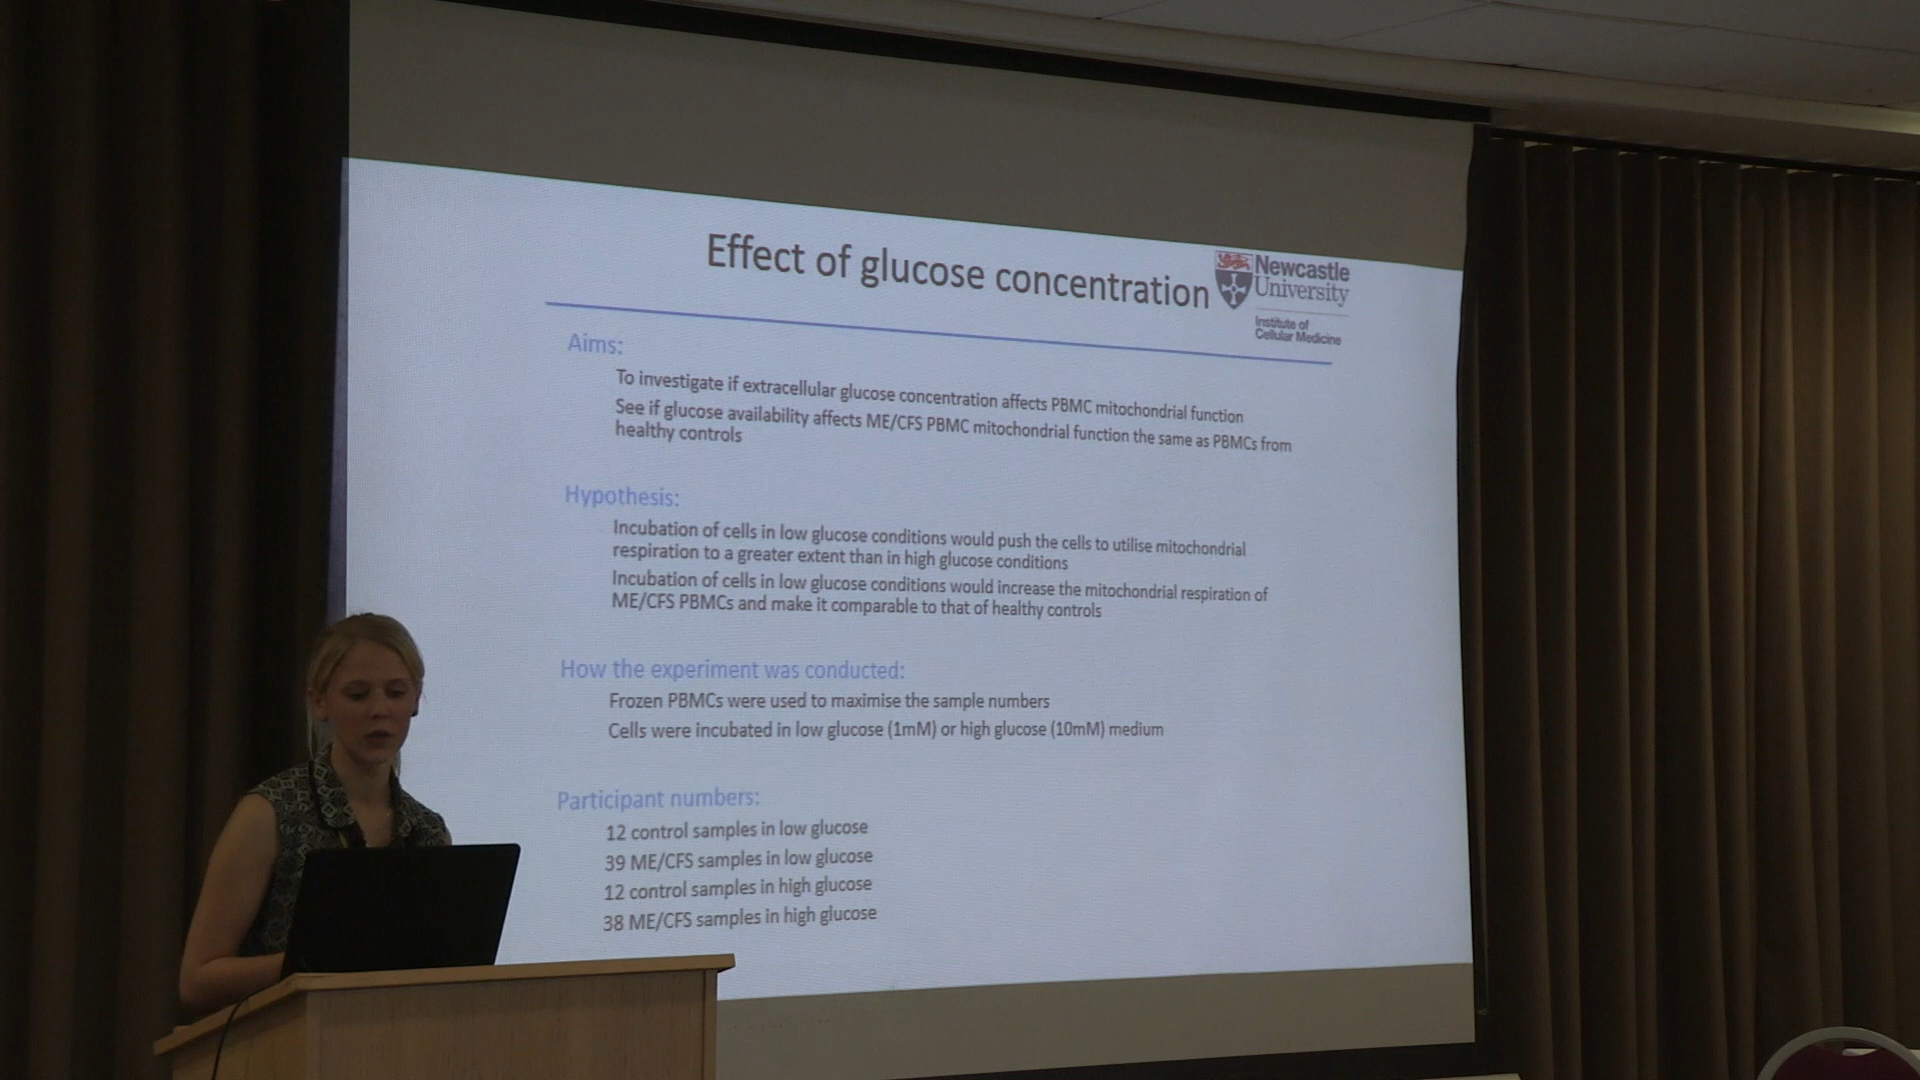 Effect of glucose concentration
Newcastle
University
Institute of
Cellular Medicine
Aims:
To investigate if extracellular glucose concentration affects PBMC mitochondrial function
See if glucose availability affects ME/CFS PBMC mitochondrial function the same as PBMCs from
healthy controls
Hypothesis:
Incubation of cells in low glucose conditions would push the cells to utilise mitochondrial
respiration to a greater extent than in high glucose conditions
Incubation of cells in low glucose conditions would increase the mitochondrial respiration of
ME/CFS PBMCs and make it comparable to that of healthy controls
How the experiment was conducted:
Frozen PBMCs were used to maximise the sample numbers
Cells were incubated in low glucose (1mM) or high glucose (10mM) medium
Participant numbers:
12 control samples in low glucose
39 ME/CFS samples in low glucose
12 control samples in high glucose
38 ME/CFS samples in high glucose